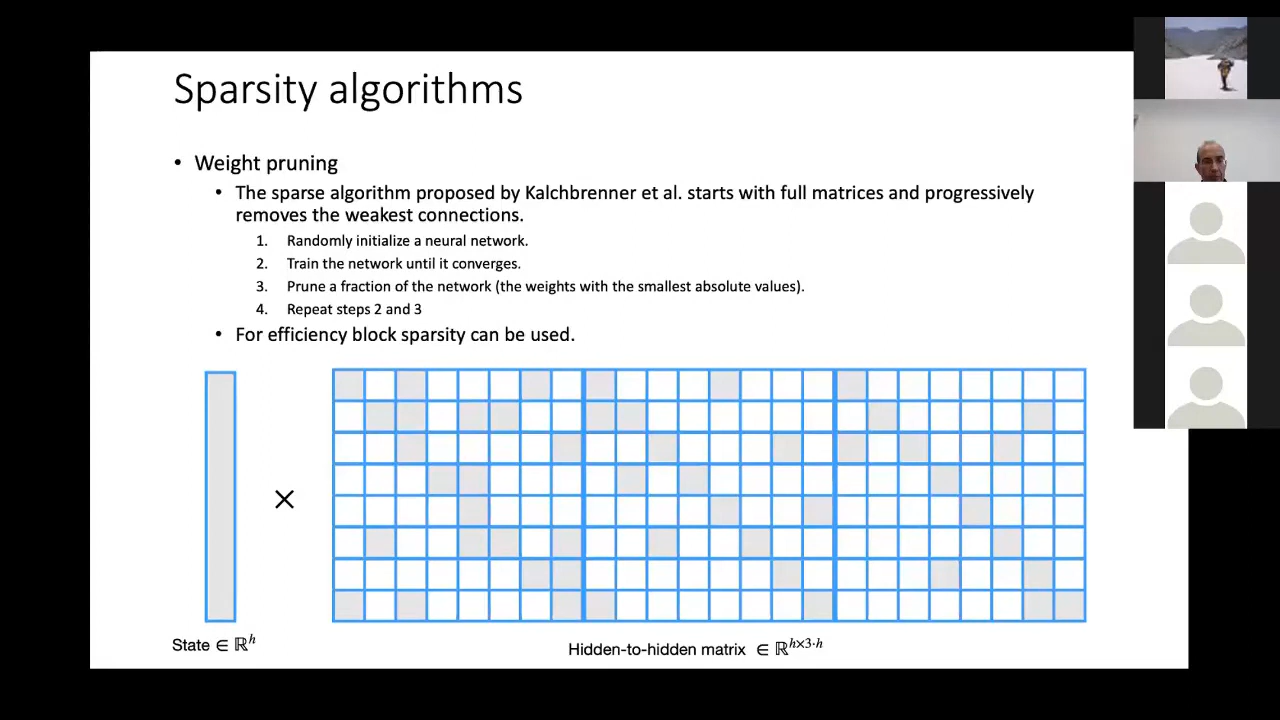 Sparsity algorithms
• Weight pruning
• The sparse algorithm proposed by Kalchbrenner et al. starts with full matrices and progressively
removes the weakest connections.
1. Randomly initialize a neural network.
2. Train the network until it converges.
3. Prune a fraction of the network (the weights with the smallest absolute values).
4. Repeat steps 2 and 3
• For efficiency block sparsity can be used.
×
State ∈ ℝʰ
Hidden-to-hidden matrix ∈ ℝʰˣ³·ʰ